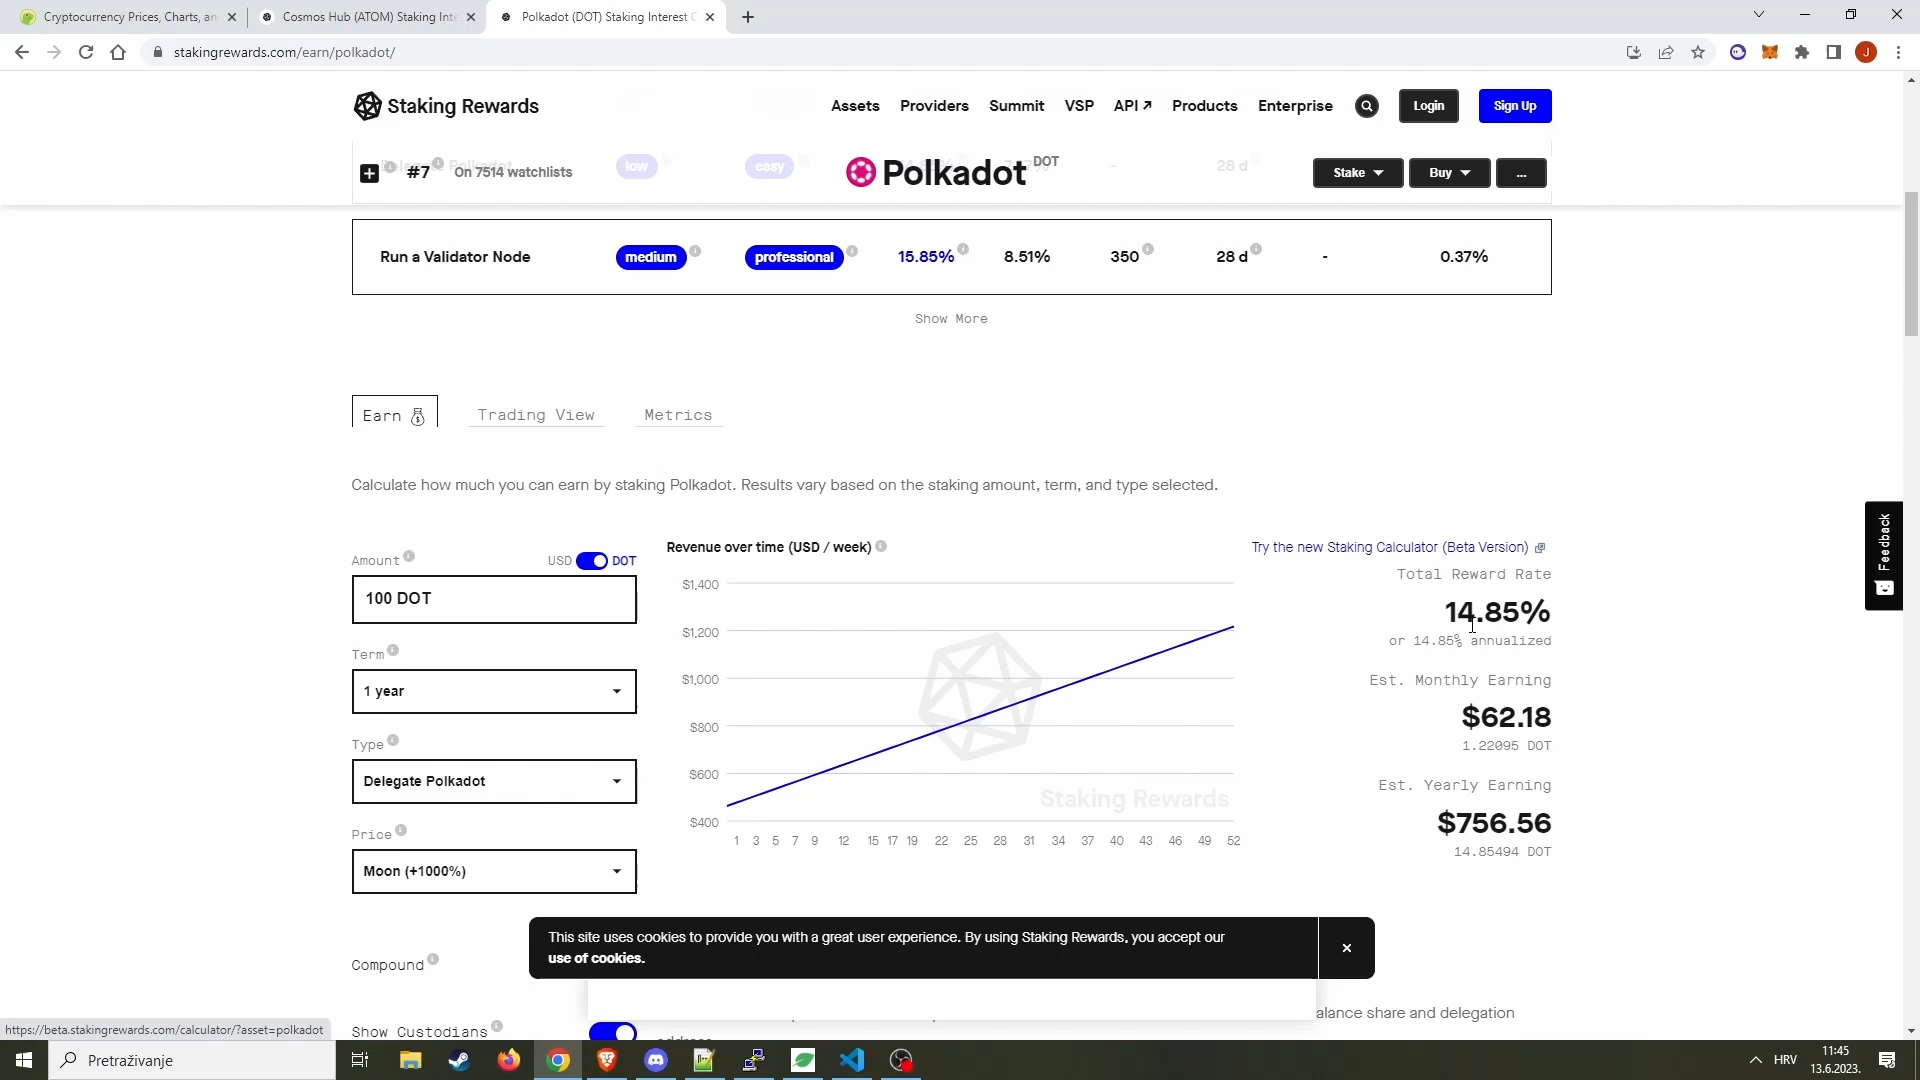 Cryptocurrency Prices, Charts, an
Cosmos Hub (ATOM) Staking Inte
Polkadot (DOT) Staking Interest C
stakingrewards.com/earn/polkadot/
J
Staking Rewards
Assets
Providers
Summit
VSP
API
Products
Enterprise
Login
Sign Up
#7
On 7514 watchlists
low
easy
Polkadot DOT
28 d
Stake
Buy
...
Run a Validator Node
medium
professional
15.85%
8.51%
350
28 d
-
0.37%
Show More
Earn
Trading View
Metrics
Calculate how much you can earn by staking Polkadot. Results vary based on the staking amount, term, and type selected.
Amount
USD
DOT
100 DOT
Term
1 year
Type
Delegate Polkadot
Price
Moon (+1000%)
Compound
Show Custodians
Revenue over time (USD / week)
$1,400
$1,200
$1,000
$800
$600
$400
Staking Rewards
1 3 5 7 9 12 15 17 19 22 25 28 31 34 37 40 43 46 49 52
Try the new Staking Calculator (Beta Version)
Total Reward Rate
14.85%
or 14.85% annualized
Est. Monthly Earning
$62.18
1.22095 DOT
Est. Yearly Earning
$756.56
14.85494 DOT
Feedback
This site uses cookies to provide you with a great user experience. By using Staking Rewards, you accept our
use of cookies.
alance share and delegation
https://beta.stakingrewards.com/calculator/?asset=polkadot
Pretraživanje
HRV
11:45
13.6.2023.